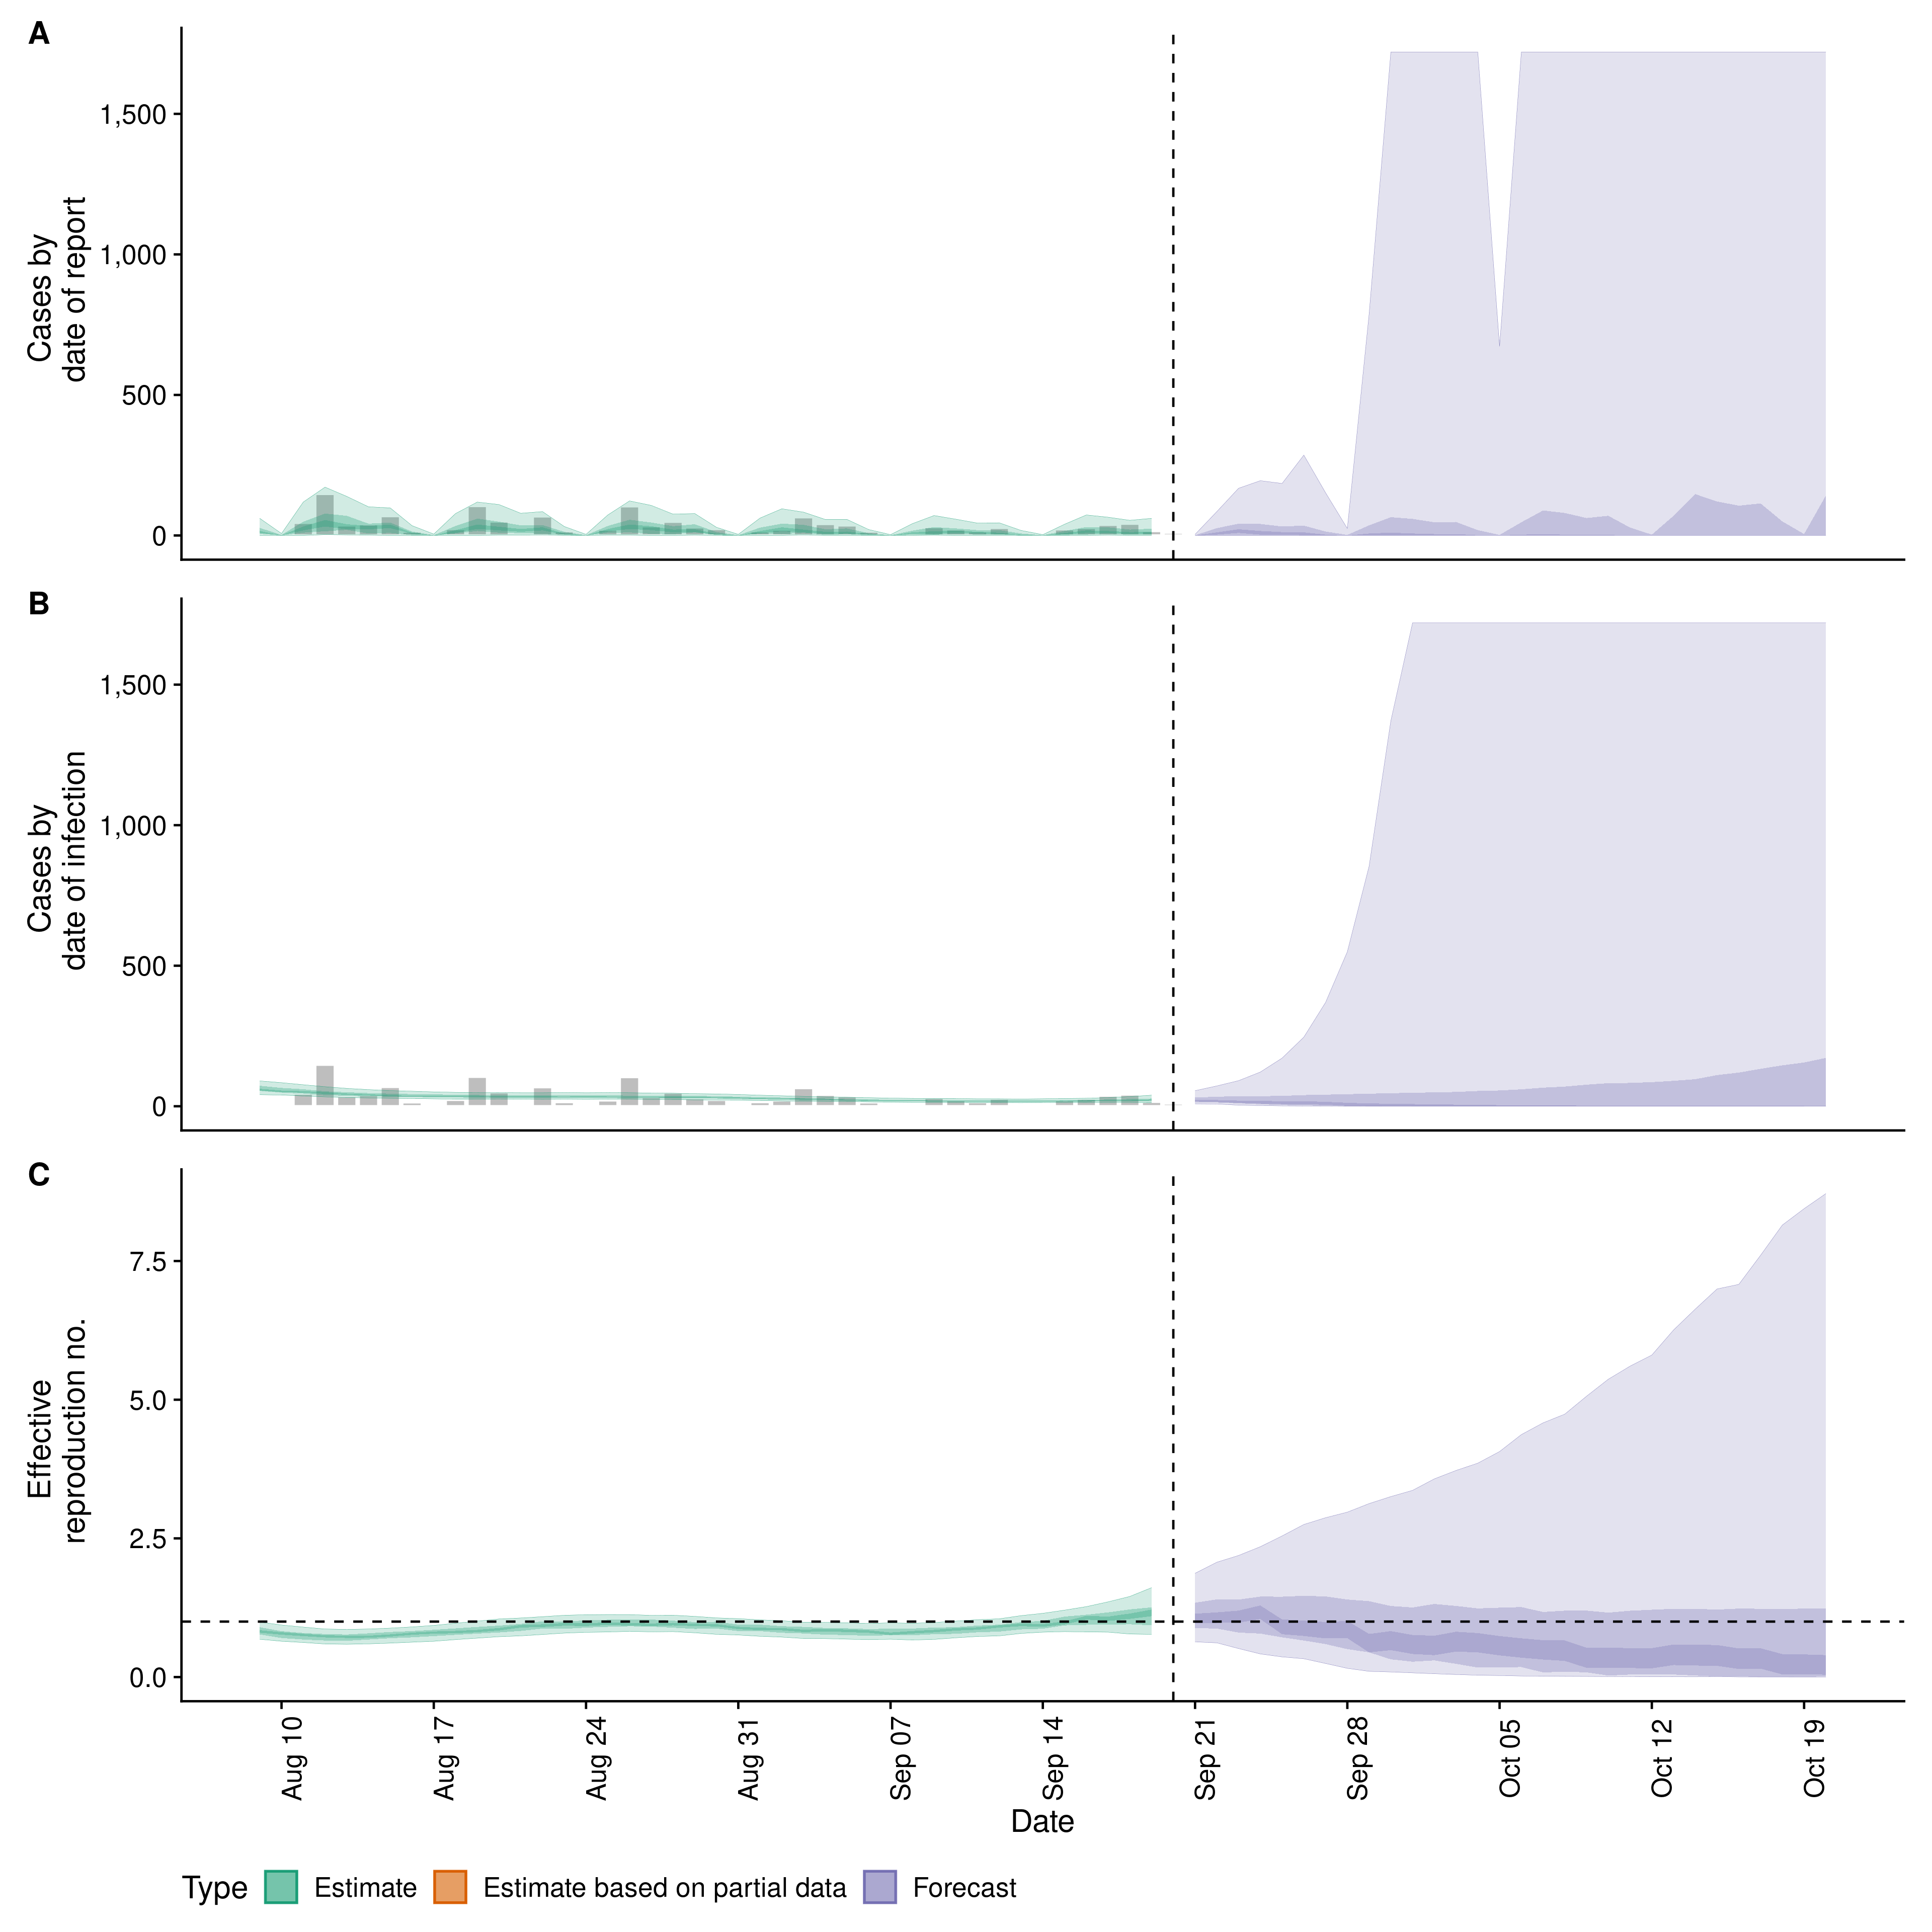 A
1,500
1,000
500
0
Cases by
date of report
B
1,500
1,000
500
0
Cases by
date of infection
C
7.5
5.0
2.5
0.0
Effective
reproduction no.
Aug 10
Aug 17
Aug 24
Aug 31
Sep 07
Sep 14
Sep 21
Sep 28
Oct 05
Oct 12
Oct 19
Date
Type Estimate Estimate based on partial data Forecast